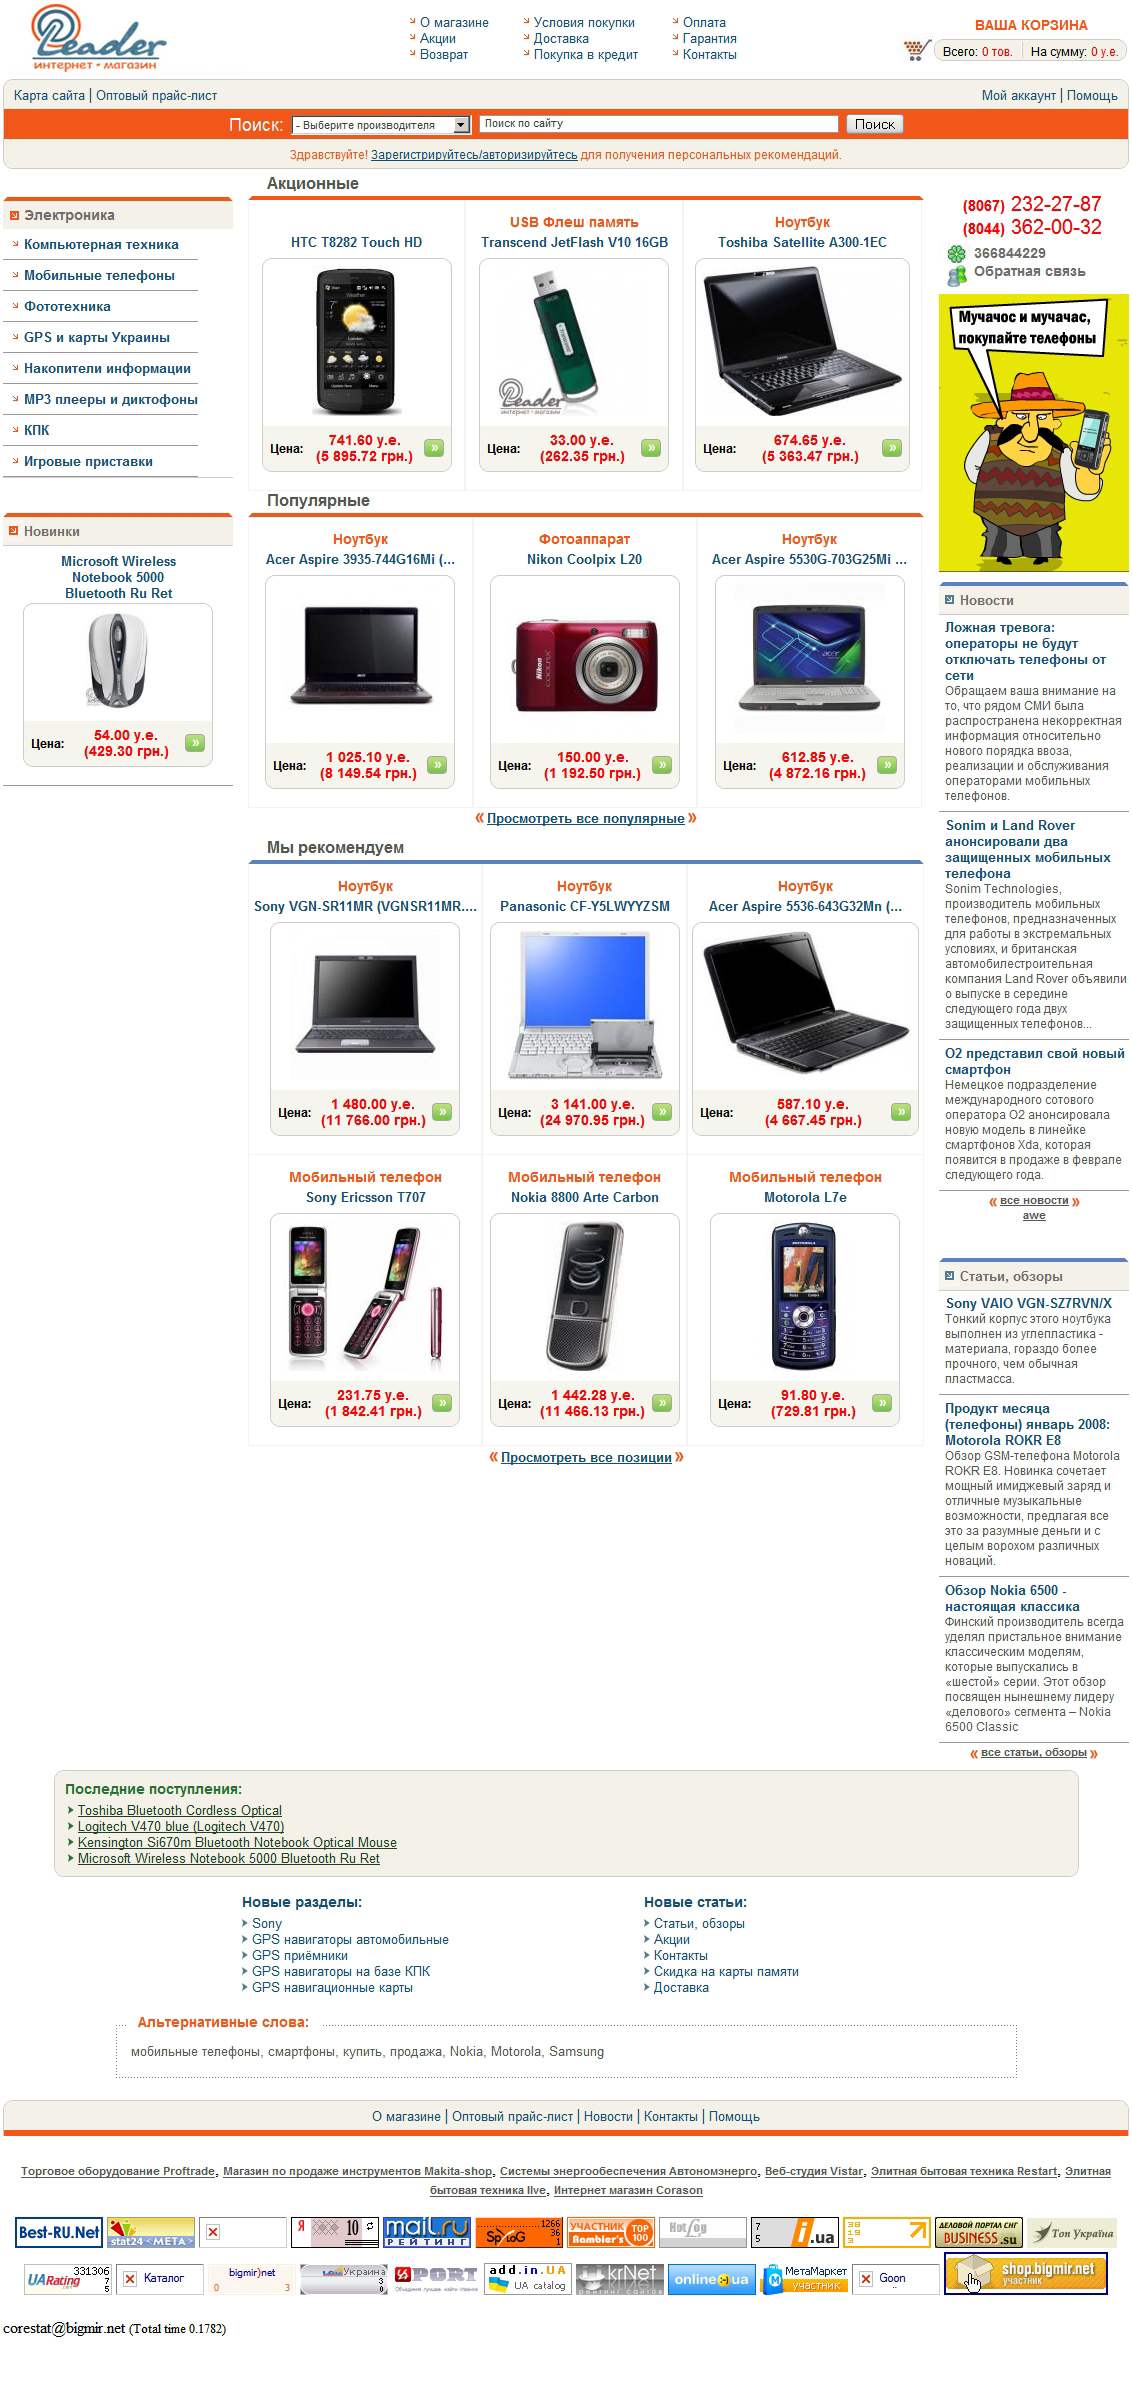 Leader
интернет - магазин
О магазине
Акции
Возврат
Условия покупки
Доставка
Покупка в кредит
Оплата
Гарантия
Контакты
ВАША КОРЗИНА
Всего: 0 тов. На сумму: 0 у.е.
Карта сайта | Оптовый прайс-лист
Мой аккаунт | Помощь
Поиск: - Выберите производителя Поиск по сайту Поиск
Здравствуйте! Зарегистрируйтесь/авторизируйтесь для получения персональных рекомендаций.
Электроника
Компьютерная техника
Мобильные телефоны
Фототехника
GPS и карты Украины
Накопители информации
MP3 плееры и диктофоны
КПК
Игровые приставки
Новинки
Microsoft Wireless
Notebook 5000
Bluetooth Ru Ret
Цена: 54.00 у.е.
(429.30 грн.)
Акционные
HTC T8282 Touch HD
Цена: 741.60 у.е.
(5 895.72 грн.)
USB Флеш память
Transcend JetFlash V10 16GB
Leader
интернет - магазин
Цена: 33.00 у.е.
(262.35 грн.)
Ноутбук
Toshiba Satellite A300-1EC
Цена: 674.65 у.е.
(5 363.47 грн.)
Популярные
Ноутбук
Acer Aspire 3935-744G16Mi (...
Цена: 1 025.10 у.е.
(8 149.54 грн.)
Фотоаппарат
Nikon Coolpix L20
Nikon
COOLPIX
Цена: 150.00 у.е.
(1 192.50 грн.)
Ноутбук
Acer Aspire 5530G-703G25Mi ...
acer
Цена: 612.85 у.е.
(4 872.16 грн.)
« Просмотреть все популярные »
Мы рекомендуем
Ноутбук
Sony VGN-SR11MR (VGNSR11MR....
Цена: 1 480.00 у.е.
(11 766.00 грн.)
Ноутбук
Panasonic CF-Y5LWYYZSM
Цена: 3 141.00 у.е.
(24 970.95 грн.)
Ноутбук
Acer Aspire 5536-643G32Mn (...
Цена: 587.10 у.е.
(4 667.45 грн.)
Мобильный телефон
Sony Ericsson T707
Цена: 231.75 у.е.
(1 842.41 грн.)
Мобильный телефон
Nokia 8800 Arte Carbon
Цена: 1 442.28 у.е.
(11 466.13 грн.)
Мобильный телефон
Motorola L7e
Цена: 91.80 у.е.
(729.81 грн.)
« Просмотреть все позиции »
(8067) 232-27-87
(8044) 362-00-32
366844229
Обратная связь
Мучачос и мучачас,
покупайте телефоны
Новости
Ложная тревога:
операторы не будут
отключать телефоны от
сети
Обращаем ваша внимание на
то, что рядом СМИ была
распространена некорректная
информация относительно
нового порядка ввоза,
реализации и обслуживания
операторами мобильных
телефонов.
Sonim и Land Rover
анонсировали два
защищенных мобильных
телефона
Sonim Technologies,
производитель мобильных
телефонов, предназначенных
для работы в экстремальных
условиях, и британская
автомобилестроительная
компания Land Rover объявили
о выпуске в середине
следующего года двух
защищенных телефонов...
O2 представил свой новый
смартфон
Немецкое подразделение
международного сотового
оператора O2 анонсировала
новую модель в линейке
смартфонов Xda, которая
появится в продаже в феврале
следующего года.
« все новости »
awe
Статьи, обзоры
Sony VAIO VGN-SZ7RVN/X
Тонкий корпус этого ноутбука
выполнен из углепластика -
материала, гораздо более
прочного, чем обычная
пластмасса.
Продукт месяца
(телефоны) январь 2008:
Motorola ROKR E8
Обзор GSM-телефона Motorola
ROKR E8. Новинка сочетает
мощный имиджевый заряд и
отличные музыкальные
возможности, предлагая все
это за разумные деньги и с
целым ворохом различных
новаций.
Обзор Nokia 6500 -
настоящая классика
Финский производитель всегда
уделял пристальное внимание
классическим моделям,
которые выпускались в
«шестой» серии. Этот обзор
посвящен нынешнему лидеру
«делового» сегмента – Nokia
6500 Classic
« все статьи, обзоры »
Последние поступления:
Toshiba Bluetooth Cordless Optical
Logitech V470 blue (Logitech V470)
Kensington Si670m Bluetooth Notebook Optical Mouse
Microsoft Wireless Notebook 5000 Bluetooth Ru Ret
Новые разделы:
Sony
GPS навигаторы автомобильные
GPS приёмники
GPS навигаторы на базе КПК
GPS навигационные карты
Новые статьи:
Статьи, обзоры
Акции
Контакты
Скидка на карты памяти
Доставка
Альтернативные слова:
мобильные телефоны, смартфоны, купить, продажа, Nokia, Motorola, Samsung
О магазине | Оптовый прайс-лист | Новости | Контакты | Помощь
Торговое оборудование Proftrade, Магазин по продаже инструментов Makita-shop, Системы энергообеспечения Автономэнерго, Веб-студия Vistar, Элитная бытовая техника Restart, Элитная
бытовая техника Ilve, Интернет магазин Corason
Best-RU.Net
stat24 <META>
Я 10
mail.ru
РЕЙТИНГ
SpyLOG 1266 36 1
УЧАСТНИК Rambler's TOP 100
HotLog
7 5 i.ua
ДЕЛОВОЙ ПОРТАЛ СНГ
BUSINESS.su
Топ Україна
UARating 331306 7 5
Каталог
bigmir)net
0 3
Украина 3 0
PORT
add.in.UA
UA catalog
krNet
рейтинг сайтов
online.ua
МетаМаркет
участник
Goon
shop.bigmir.net
участник
corestat@bigmir.net (Total time 0.1782)